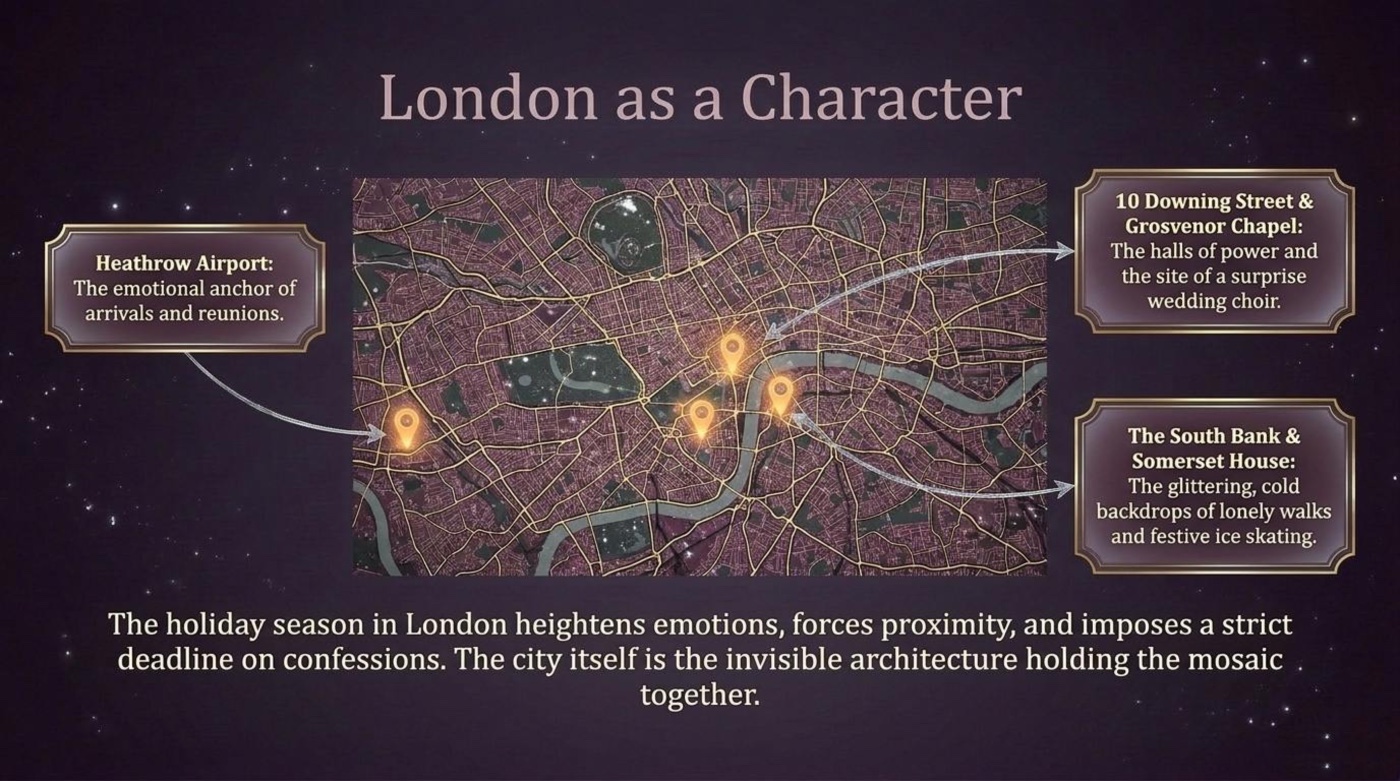 London as a Character
Heathrow Airport:
The emotional anchor of
arrivals and reunions.
10 Downing Street &
Grosvenor Chapel:
The halls of power and
the site of a surprise
wedding choir.
The South Bank &
Somerset House:
The glittering, cold
backdrops of lonely walks
and festive ice skating.
The holiday season in London heightens emotions, forces proximity, and imposes a strict
deadline on confessions. The city itself is the invisible architecture holding the mosaic
together.